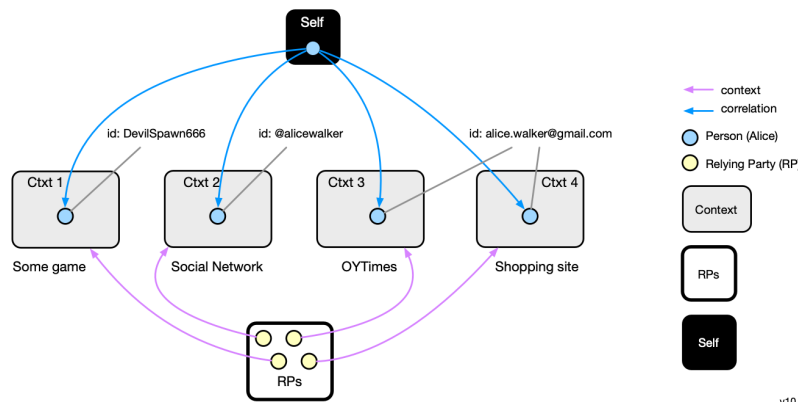 Self
context
correlation
id: DevilSpawn666
id: @alicewalker
id: alice.walker@gmail.com
Person (Alice)
Relying Party (RP)
Ctxt 1
Ctxt 2
Ctxt 3
Ctxt 4
Context
Some game
Social Network
OYTimes
Shopping site
RPs
RPs
Self
v10